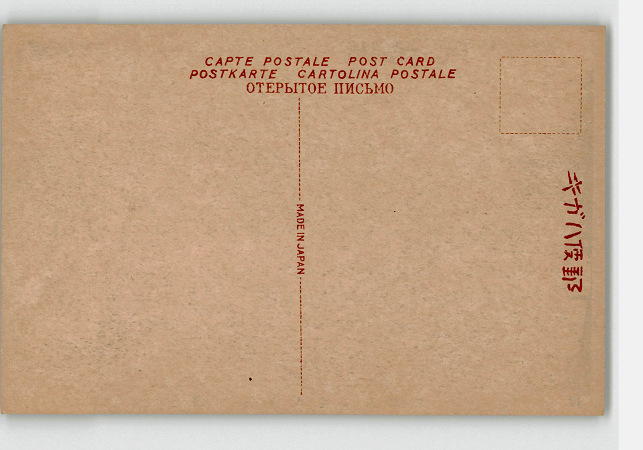 CAPTE POSTALE POST CARD
POSTKARTE CARTOLINA POSTALE
ОТЕРЫТОЕ ПИСЬМО
MADE IN JAPAN
キガハ便郵